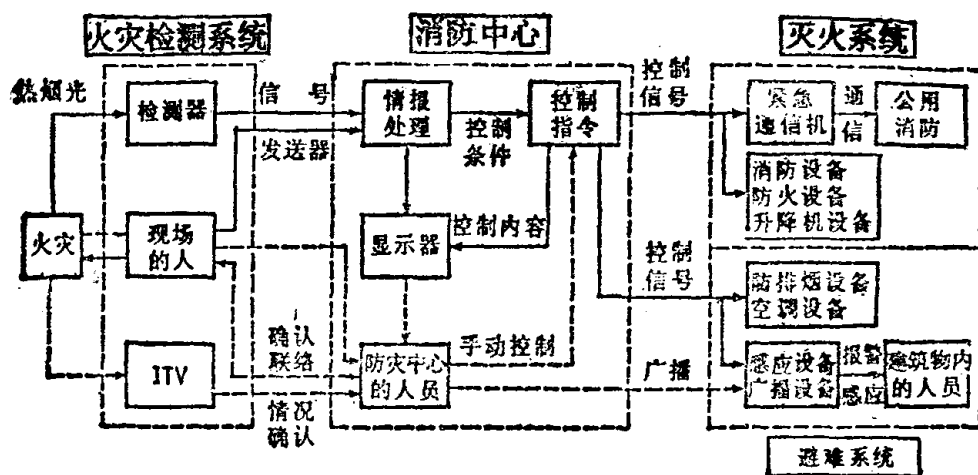 火灾检测系统
消防中心
灭火系统
热烟光
检测器
信号
发送器
情报
处理
控制
条件
控制
指令
控制
信号
紧急
通信机
通
信
公用
消防
消防设备
防火设备
升降机设备
火灾
现场
的人
显示器
控制内容
控制
信号
防排烟设备
空调设备
ITV
确认
联络
情况
确认
防灾中心
的人员
手动控制
广播
感应设备
广播设备
报警
感应
建筑物内
的人员
避难系统